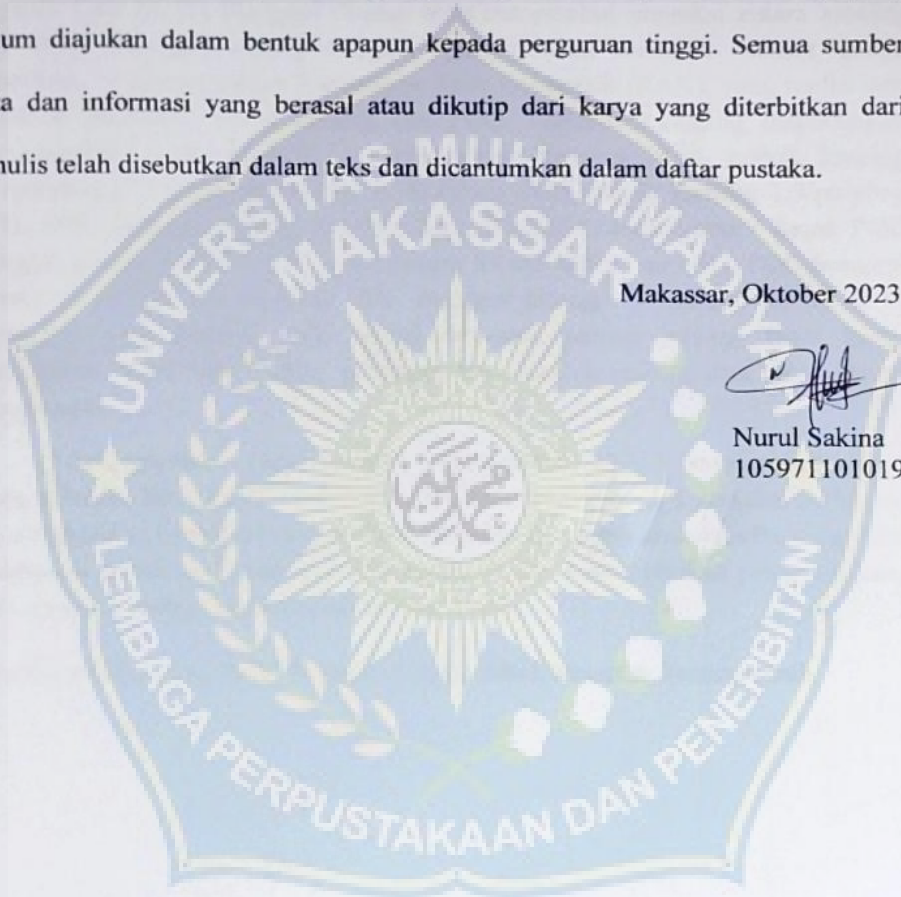 um diajukan dalam bentuk apapun kepada perguruan tinggi. Semua sumber
a dan informasi yang berasal atau dikutip dari karya yang diterbitkan dari
ulis telah disebutkan dalam teks dan dicantumkan dalam daftar pustaka.
UNIVERSITAS MUHAMMADIYAH
MAKASSAR
Makassar, Oktober 2023
Nurul Sakina
105971101019
LEMBAGA PERPUSTAKAAN DAN PENERBITAN